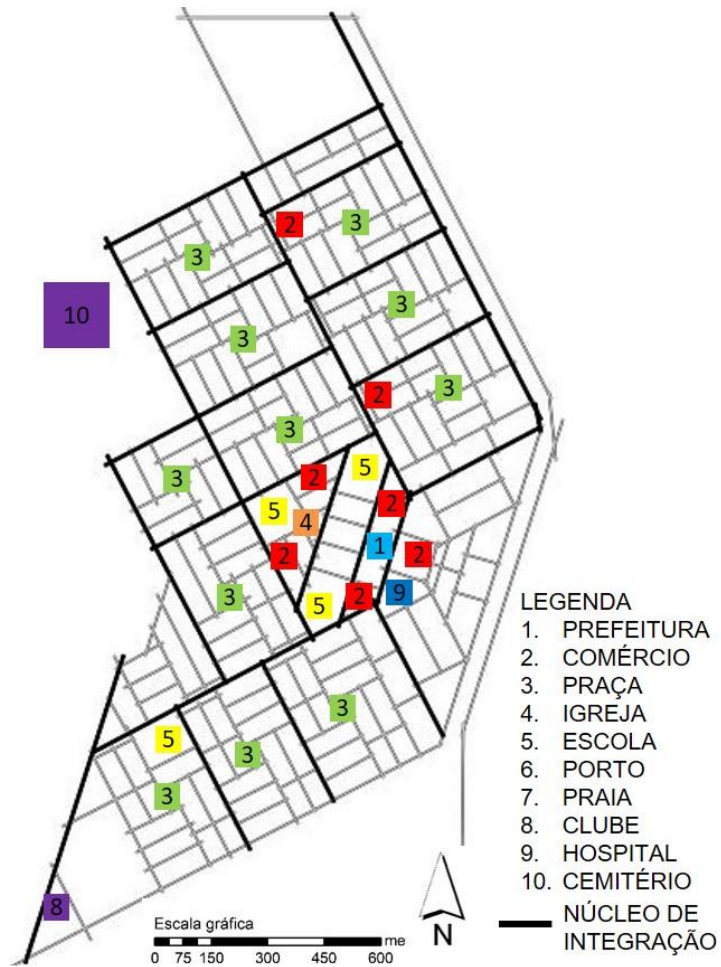 2
3
3
10
3
3
2
3
3
3
2
5
5
2
4
1
2
2
3
5
2
9
3
5
3
3
8
LEGENDA
1. PREFEITURA
2. COMÉRCIO
3. PRAÇA
4. IGREJA
5. ESCOLA
6. PORTO
7. PRAIA
8. CLUBE
9. HOSPITAL
10. CEMITÉRIO
NÚCLEO DE
INTEGRAÇÃO
Escala gráfica
me
0 75 150 300 450 600
N